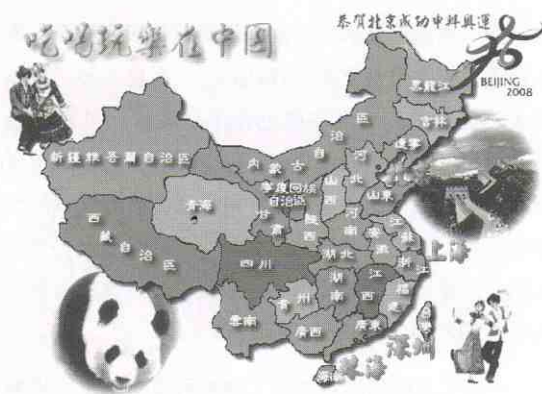 吃喝玩樂在中國
恭賀北京成功申辦奧運
BEIJING
2008
黑龍江
吉林
遼寧
內蒙古自治區
新疆維吾爾自治區
寧夏回族
自治區
河北
山西
山東
青海
甘肅
陝西
河南
江蘇
安徽
上海
西藏自治區
四川
湖北
浙江
湖南
江西
福建
貴州
雲南
廣西
廣東
深圳
珠海
海南